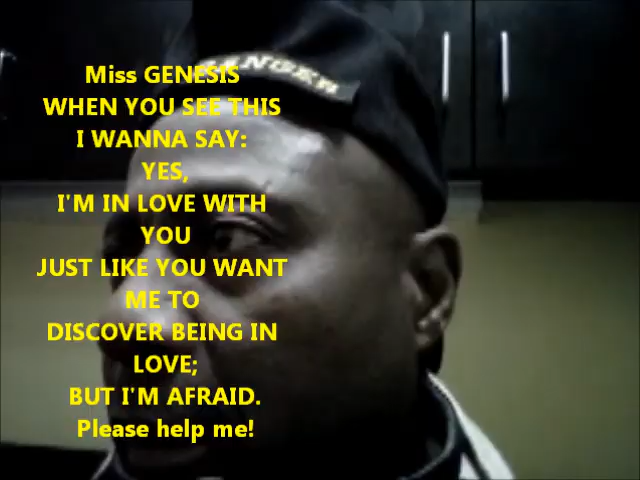 RANGER
Miss GENESIS
WHEN YOU SEE THIS
I WANNA SAY:
YES,
I'M IN LOVE WITH
YOU
JUST LIKE YOU WANT
ME TO
DISCOVER BEING IN
LOVE;
BUT I'M AFRAID.
Please help me!